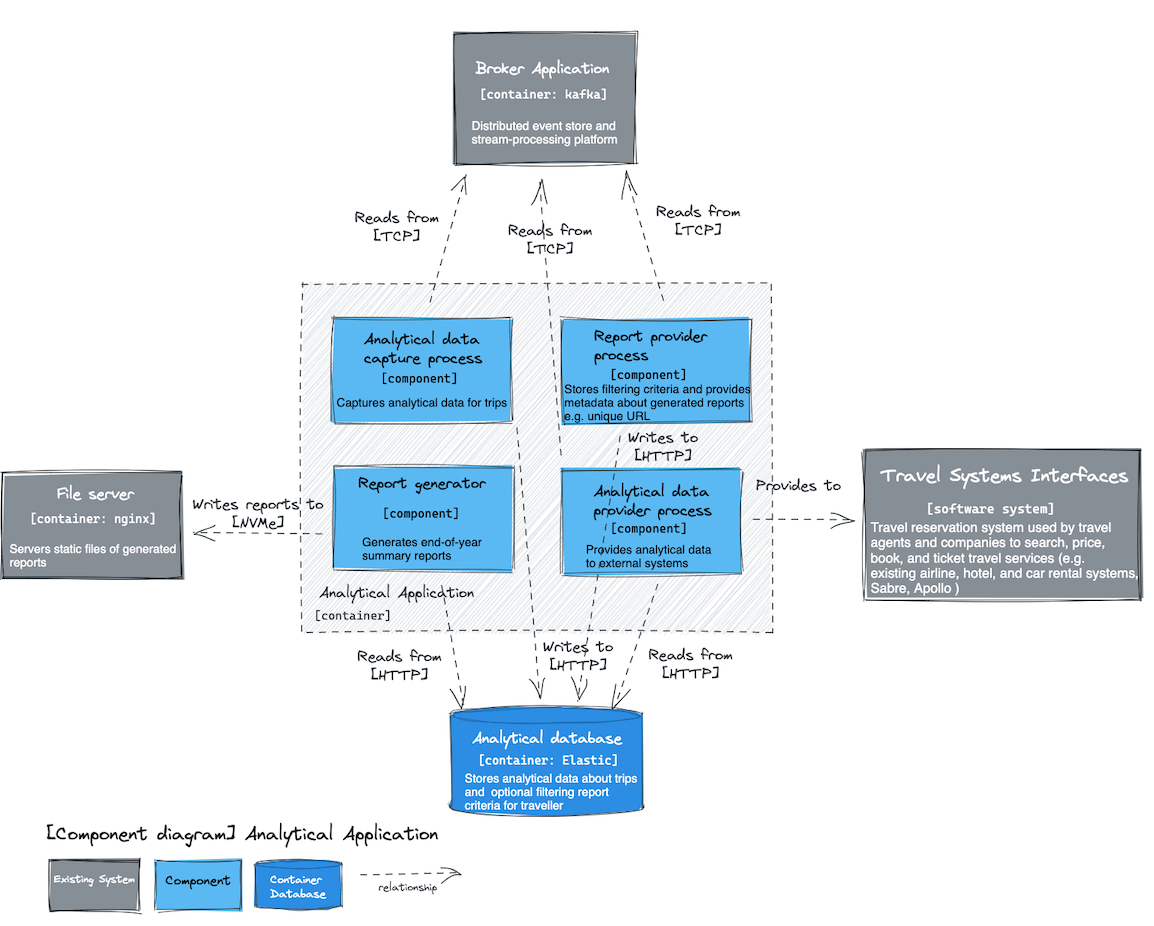 Broker Application
[container: kafka]
Distributed event store and
stream-processing platform
Reads from
[TCP]
Reads from
[TCP]
Reads from
[TCP]
Analytical data
capture process
[component]
Captures analytical data for trips
Report provider
process
[component]
Stores filtering criteria and provides
metadata about generated reports
e.g. unique URL
Writes to
[HTTP]
File server
[container: nginx]
Servers static files of generated
reports
Writes reports to
[NVMe]
Report generator
[component]
Generates end-of-year
summary reports
Analytical data
provider process
[component]
Provides analytical data
to external systems
Provides to
Travel Systems Interfaces
[software system]
Travel reservation system used by travel
agents and companies to search, price,
book, and ticket travel services (e.g.
existing airline, hotel, and car rental systems,
Sabre, Apollo )
Analytical Application
[container]
Reads from
[HTTP]
Writes to
[HTTP]
Reads from
[HTTP]
Analytical database
[container: Elastic]
Stores analytical data about trips
and optional filtering report
criteria for traveller
[Component diagram] Analytical Application
Existing System
Component
Container
Database
relationship